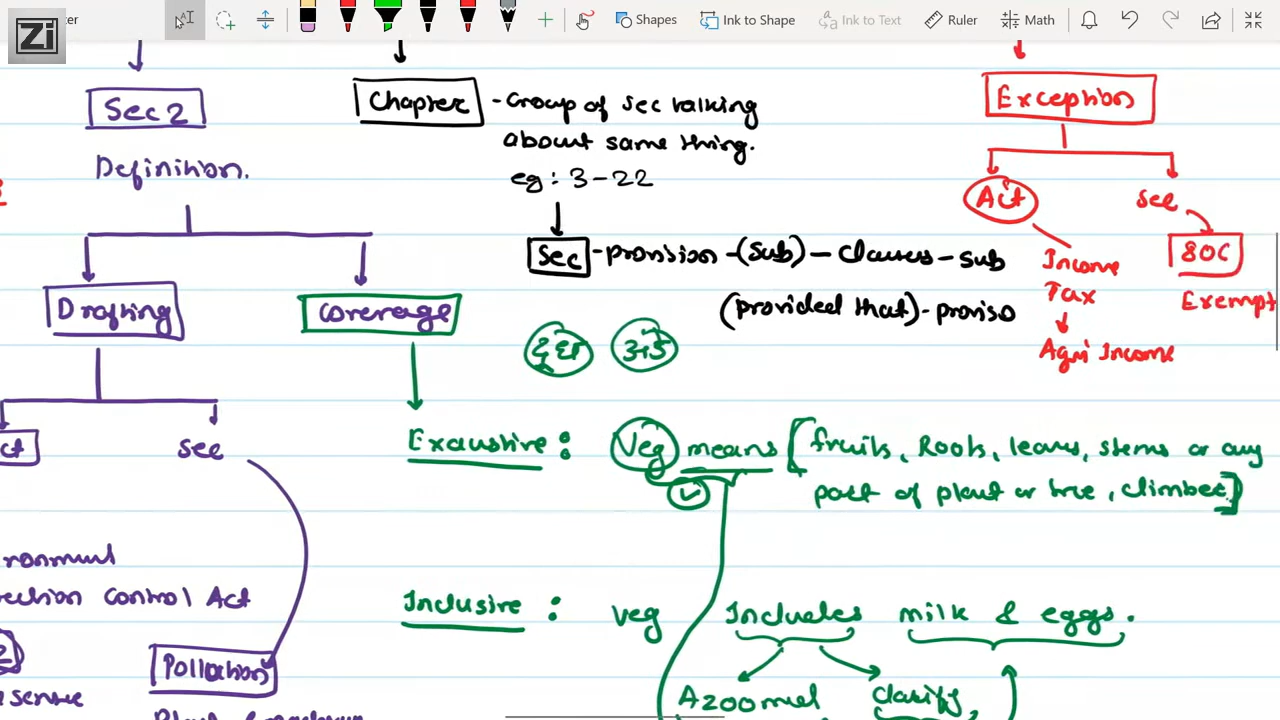 Zi
Shapes
Ink to Shape
Ink to Text
Ruler
Math
Sec 2
Definition.
Drafting
Coverage
sec
Act
Pollution
Chapter - Group of sec talking
about same thing.
eg : 3-22
Sec - provision - (sub) - clauses - sub
(provided that) - proviso
Exception
Act
sec
Income
Tax
Agri Income
80C
Exempt
Exaustive : Veg means [fruits, Roots, leaves, stems or any
part of plant or tree, climber]
Inclusive : veg Includes milk & eggs.
clarify